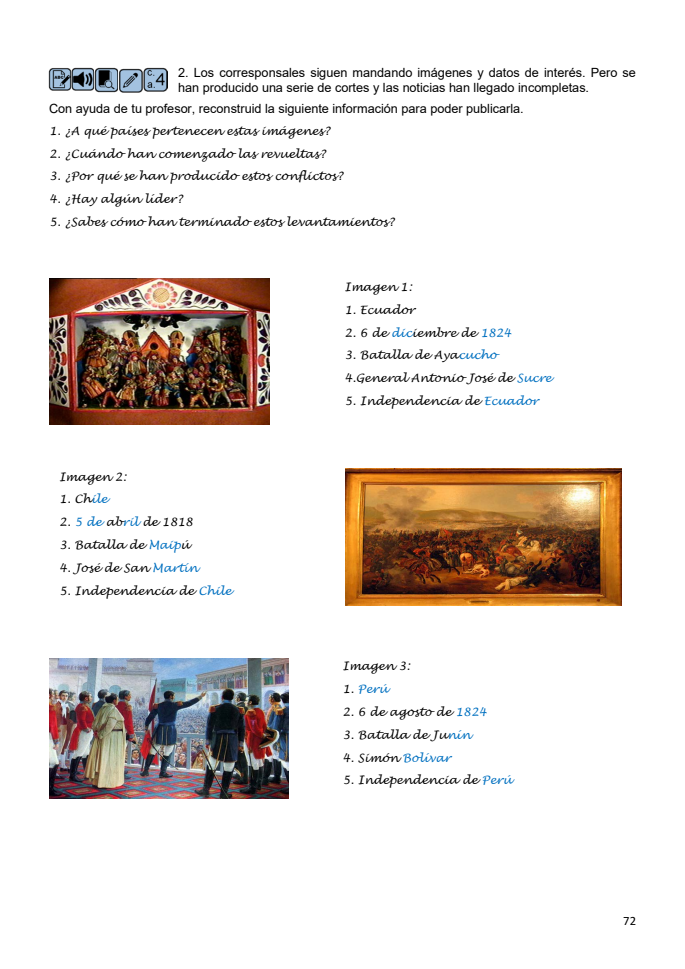 ABC
c.
a. 4
2. Los corresponsales siguen mandando imágenes y datos de interés. Pero se
han producido una serie de cortes y las noticias han llegado incompletas.
Con ayuda de tu profesor, reconstruid la siguiente información para poder publicarla.
1. ¿A qué países pertenecen estas imágenes?
2. ¿Cuándo han comenzado las revueltas?
3. ¿Por qué se han producido estos conflictos?
4. ¿Hay algún líder?
5. ¿Sabes cómo han terminado estos levantamientos?
Imagen 1:
1. Ecuador
2. 6 de diciembre de 1824
3. Batalla de Ayacucho
4.General Antonio José de Sucre
5. Independencia de Ecuador
Imagen 2:
1. Chile
2. 5 de abril de 1818
3. Batalla de Maipú
4. José de San Martín
5. Independencia de Chile
Imagen 3:
1. Perú
2. 6 de agosto de 1824
3. Batalla de Junín
4. Simón Bolívar
5. Independencia de Perú
72